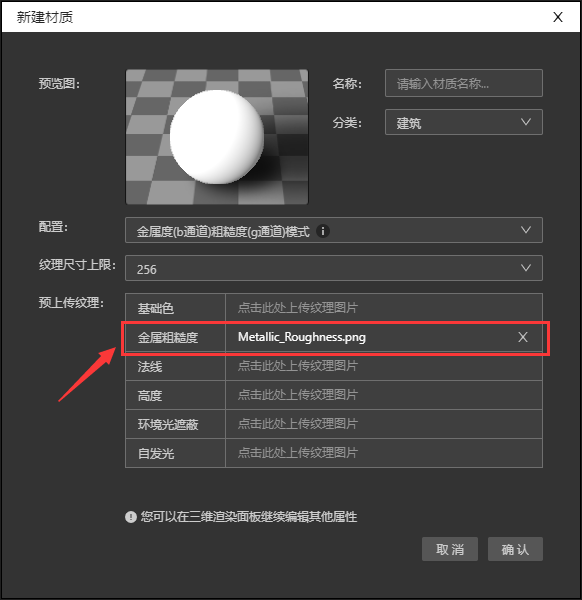 新建材质
预览图:
名称:
请输入材质名称...
分类:
建筑
配置:
金属度(b通道)粗糙度(g通道)模式
纹理尺寸上限:
256
预上传纹理:
基础色 点击此处上传纹理图片
金属粗糙度 Metallic_Roughness.png
法线 点击此处上传纹理图片
高度 点击此处上传纹理图片
环境光遮蔽 点击此处上传纹理图片
自发光 点击此处上传纹理图片
您可以在三维渲染面板继续编辑其他属性
取消 确认